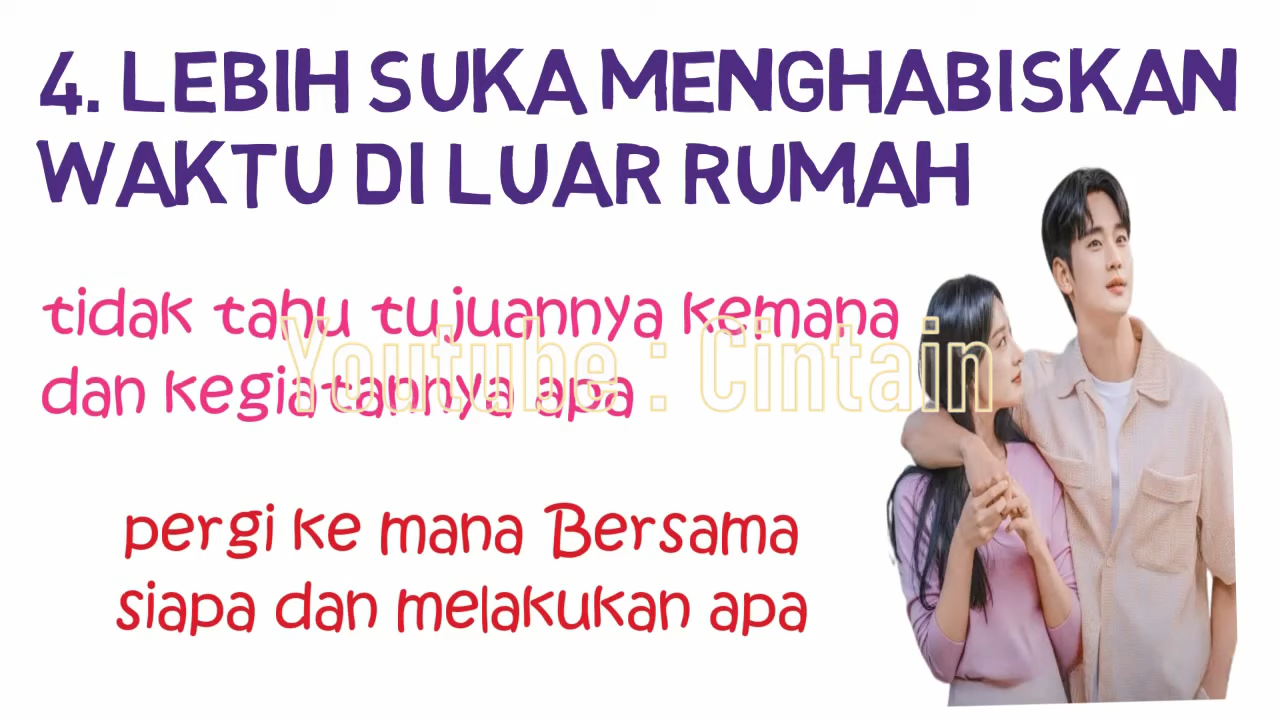 4. LEBIH SUKA MENGHABISKAN
WAKTU DI LUAR RUMAH
tidak tahu tujuannya kemana
dan kegiatannya apa
Youtube : Cintain
pergi ke mana Bersama
siapa dan melakukan apa